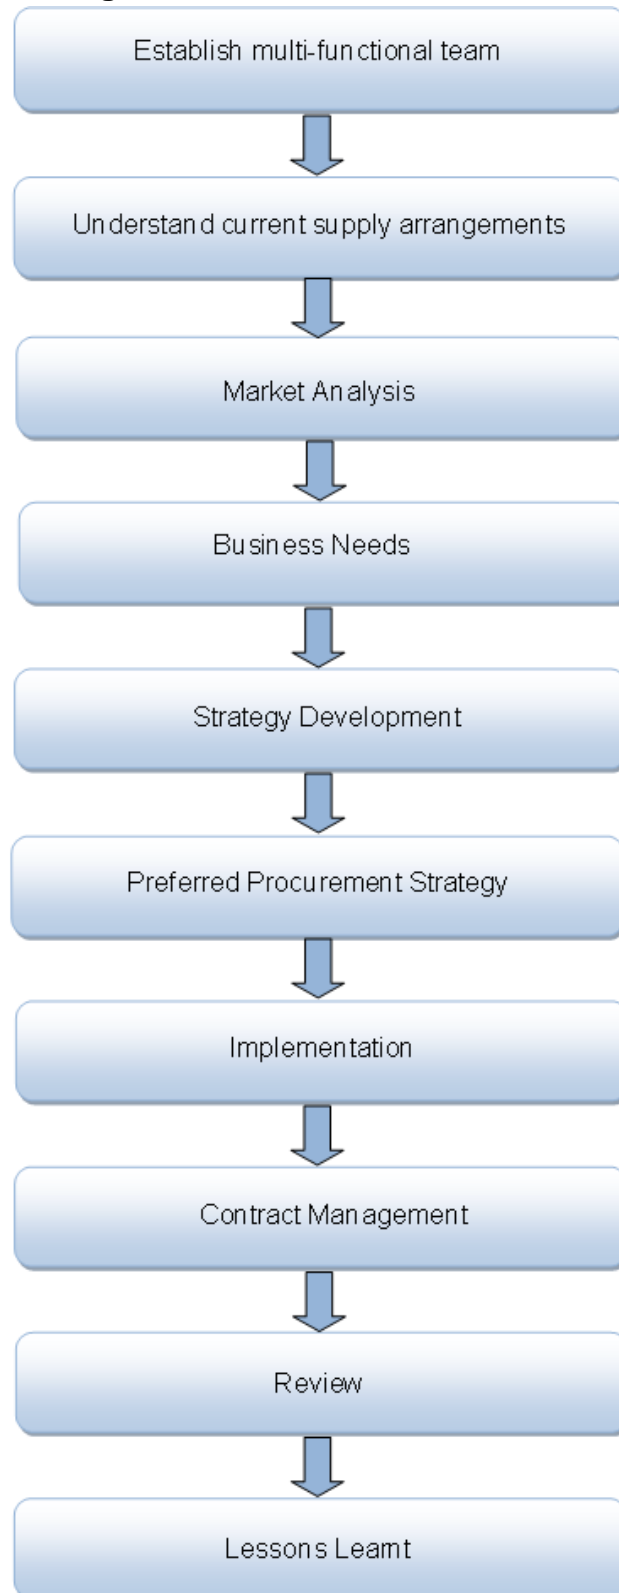 Establish multi-functional team
Understand current supply arrangements
Market Analysis
Business Needs
Strategy Development
Preferred Procurement Strategy
Implementation
Contract Management
Review
Lessons Learnt